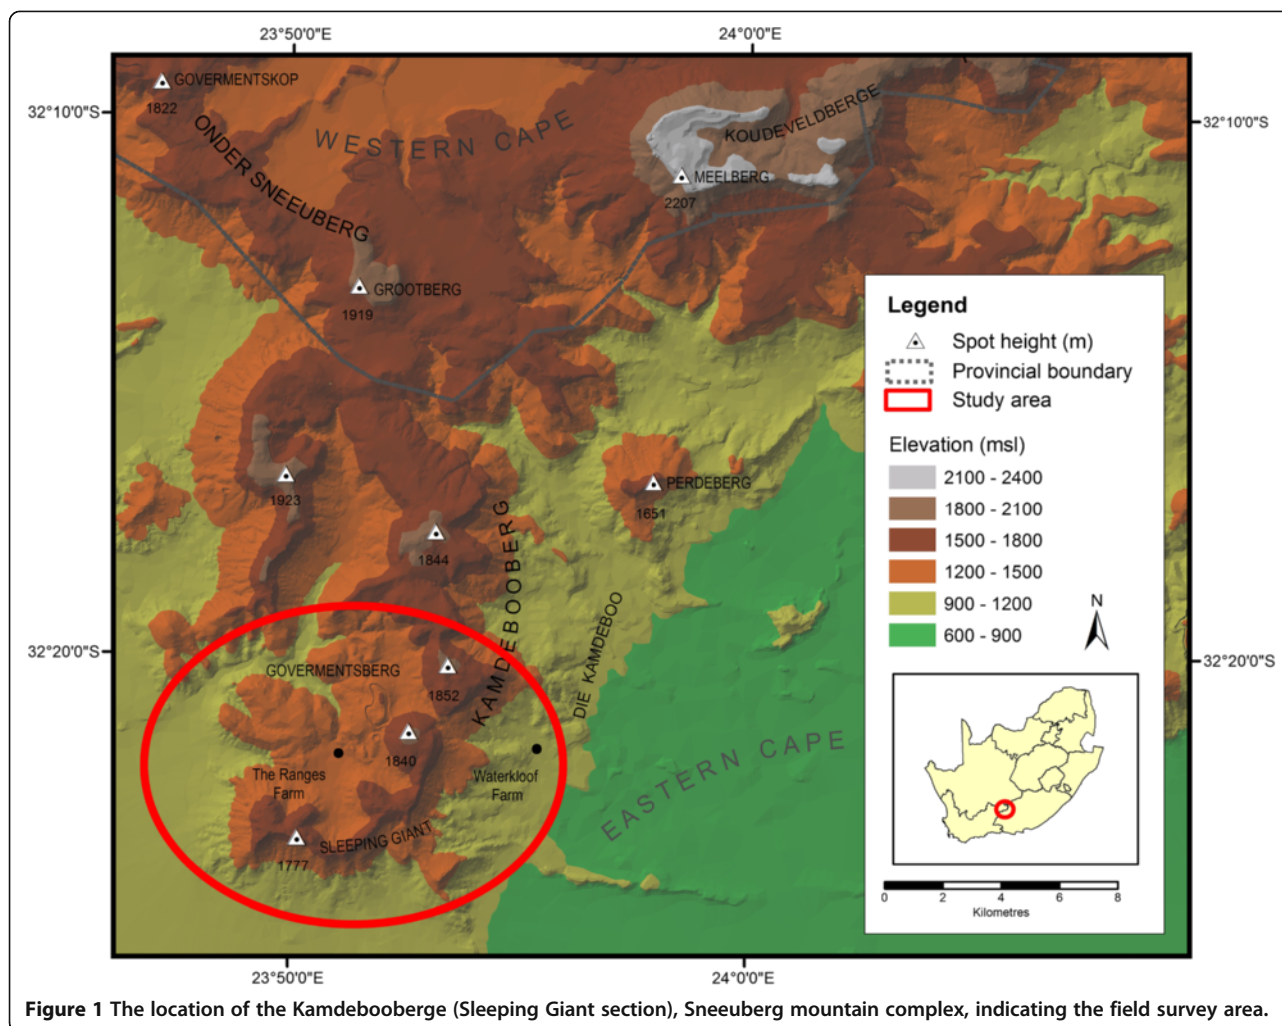 23°50'0"E
24°0'0"E
32°10'0"S
32°10'0"S
GOVERMENTSKOP
1822
ONDER SNEEUBERG
WESTERN CAPE
KOUDEVELDBERGE
MEELBERG
2207
GROOTBERG
1919
1923
1844
PERDEBERG
1651
KAMDEBOOBERG
DIE KAMDEBOO
EASTERN CAPE
32°20'0"S
32°20'0"S
GOVERMENTSBERG
1852
1840
The Ranges
Farm
Waterkloof
Farm
SLEEPING GIANT
1777
Legend
Spot height (m)
Provincial boundary
Study area
Elevation (msl)
2100 - 2400
1800 - 2100
1500 - 1800
1200 - 1500
900 - 1200
600 - 900
N
0 2 4 6 8
Kilometres
23°50'0"E
24°0'0"E
Figure 1 The location of the Kamdebooberge (Sleeping Giant section), Sneeuberg mountain complex, indicating the field survey area.